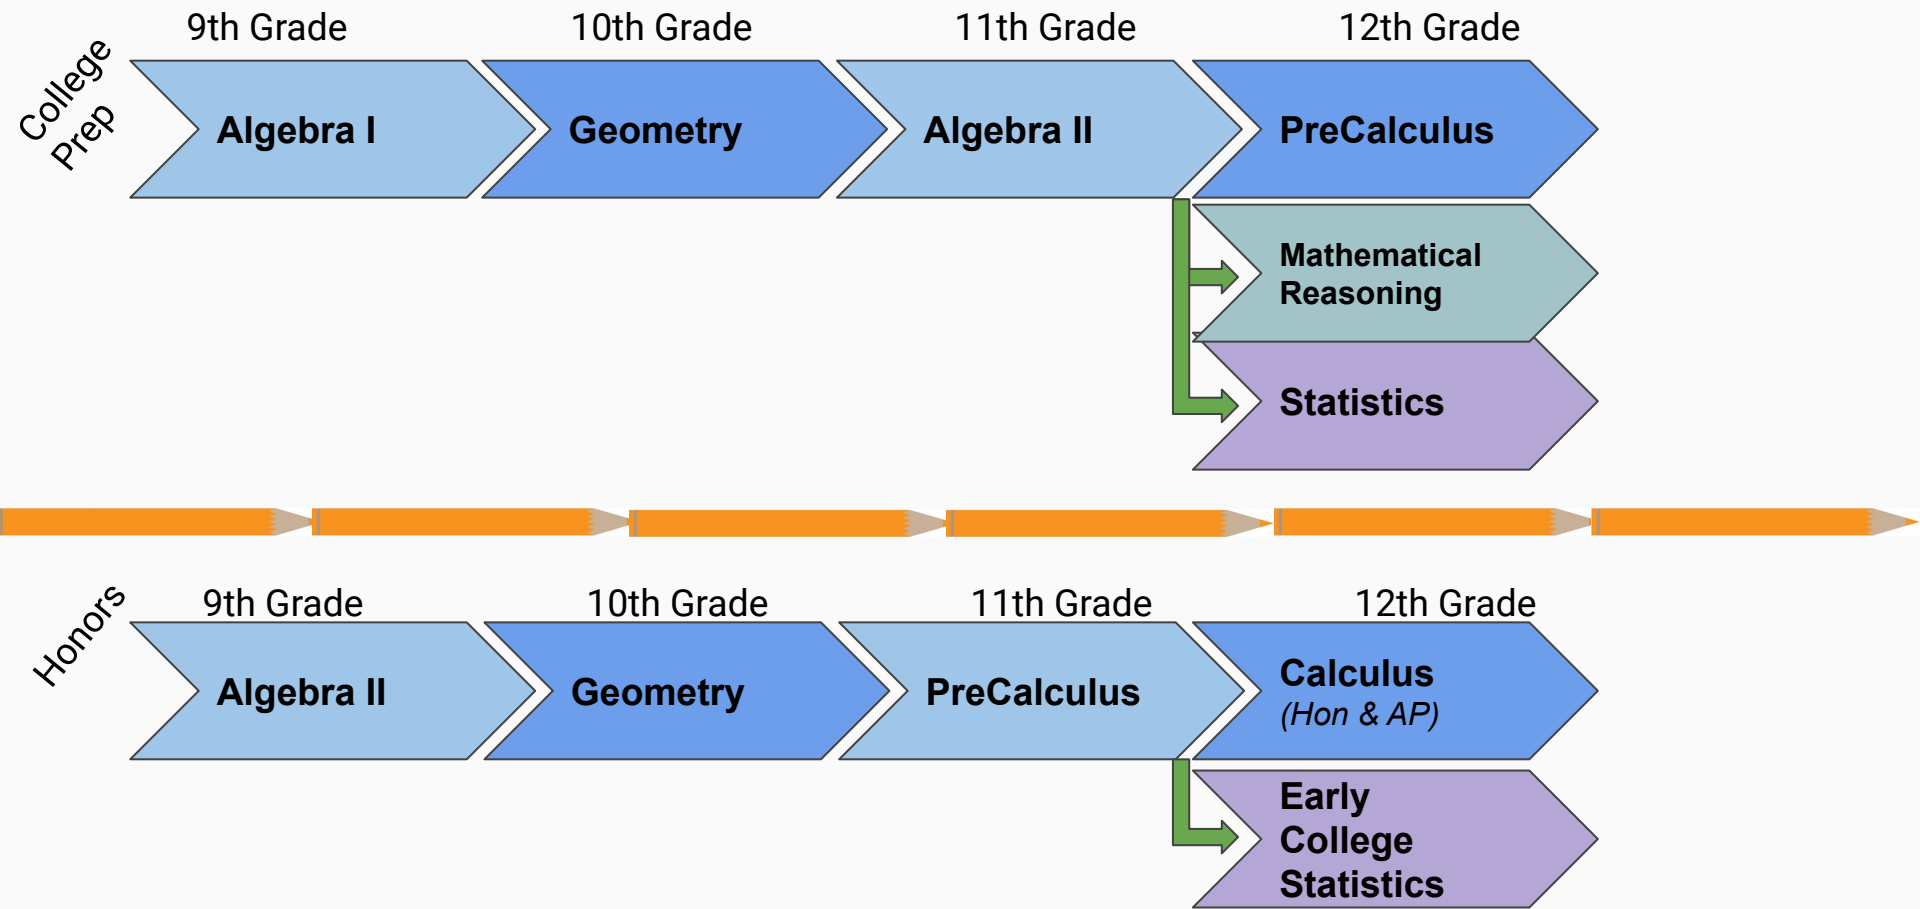 9th Grade
10th Grade
11th Grade
12th Grade
College
Prep
Algebra I
Geometry
Algebra II
PreCalculus
Mathematical
Reasoning
Statistics
Honors
9th Grade
10th Grade
11th Grade
12th Grade
Algebra II
Geometry
PreCalculus
Calculus
(Hon & AP)
Early
College
Statistics